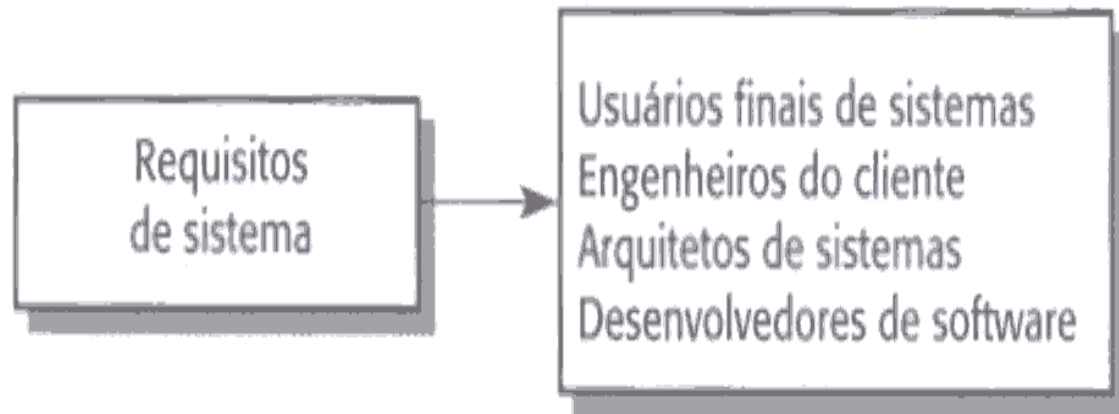 Requisitos
de sistema
Usuários finais de sistemas
Engenheiros do cliente
Arquitetos de sistemas
Desenvolvedores de software